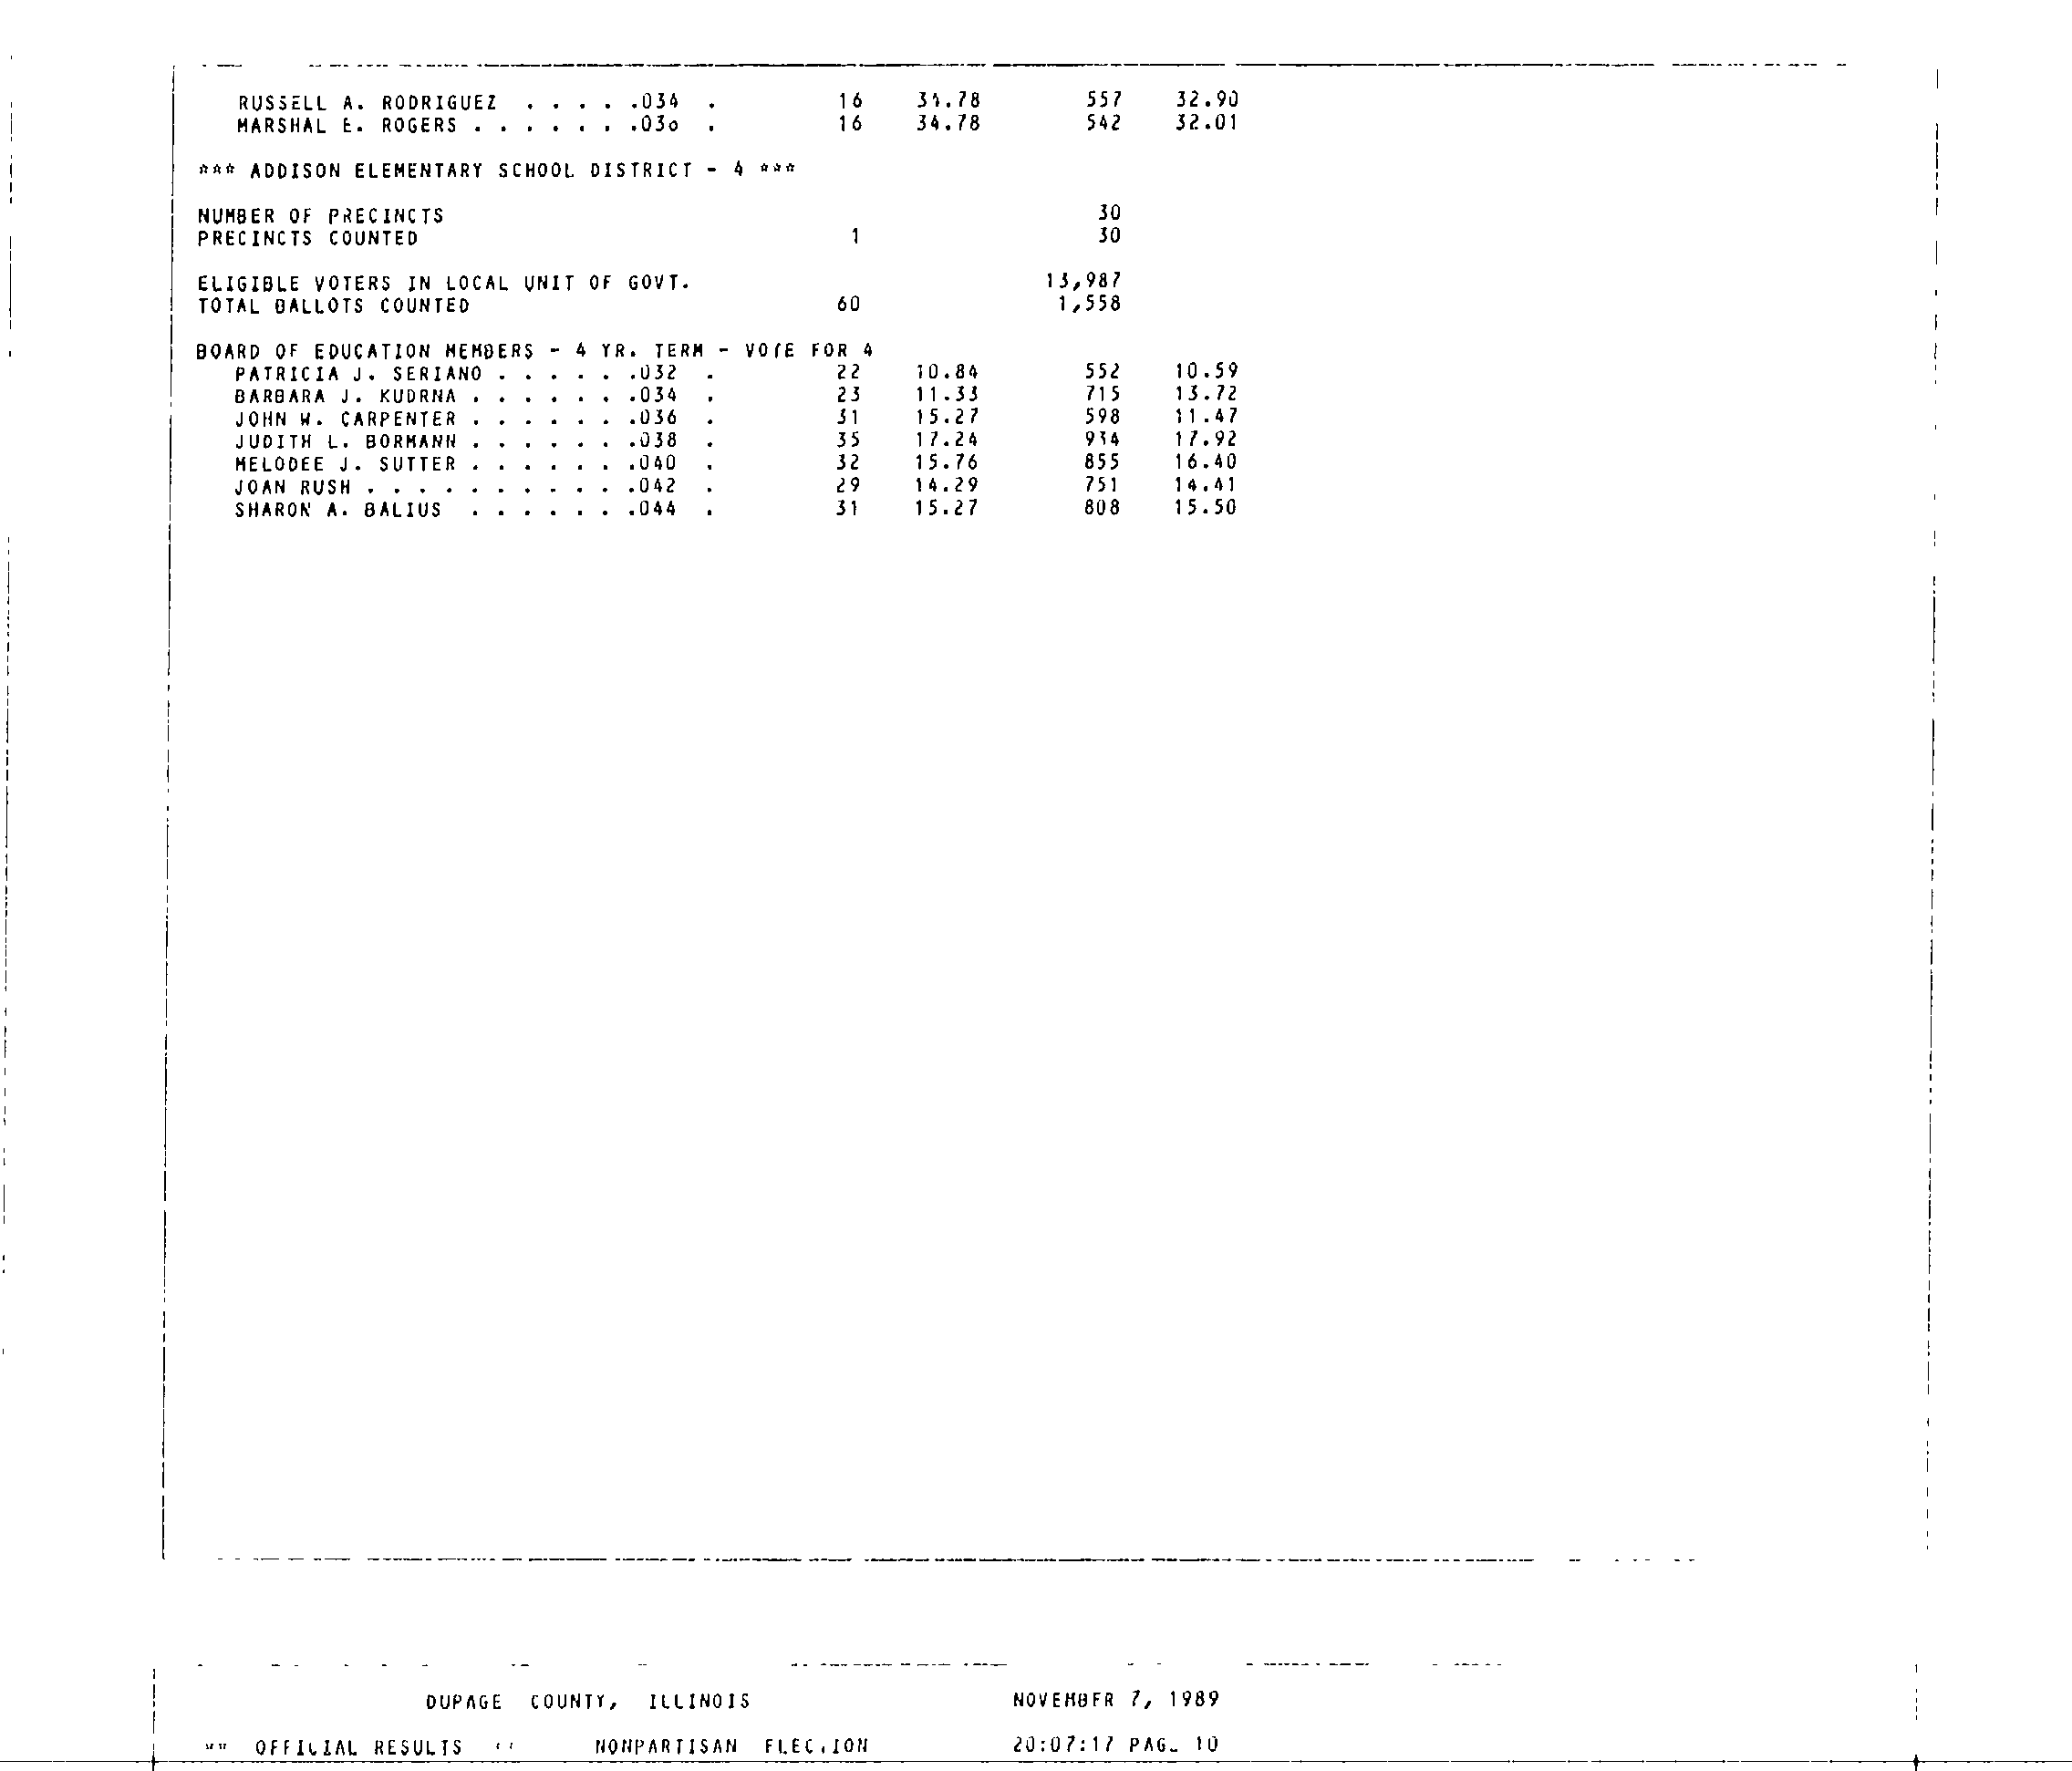 RUSSELL A. RODRIGUEZ . . . . .034 . 16 34.78 557 32.90
MARSHAL E. ROGERS . . . . . . .036 . 16 34.78 542 32.01
*** ADDISON ELEMENTARY SCHOOL DISTRICT - 4 ***
NUMBER OF PRECINCTS 30
PRECINCTS COUNTED 1 30
ELIGIBLE VOTERS IN LOCAL UNIT OF GOVT. 13,987
TOTAL BALLOTS COUNTED 60 1,558
BOARD OF EDUCATION MEMBERS - 4 YR. TERM - VOTE FOR 4
PATRICIA J. SERIANO . . . . . .032 . 22 10.84 552 10.59
BARBARA J. KUDRNA . . . . . . .034 . 23 11.33 715 13.72
JOHN W. CARPENTER . . . . . . .036 . 31 15.27 598 11.47
JUDITH L. BORMANN . . . . . . .038 . 35 17.24 934 17.92
MELODEE J. SUTTER . . . . . . .040 . 32 15.76 855 16.40
JOAN RUSH . . . . . . . . . . .042 . 29 14.29 751 14.41
SHARON A. BALIUS . . . . . . .044 . 31 15.27 808 15.50
DUPAGE COUNTY, ILLINOIS NOVEMBER 7, 1989
** OFFICIAL RESULTS ** NONPARTISAN ELECTION 20:07:17 PAGE 10